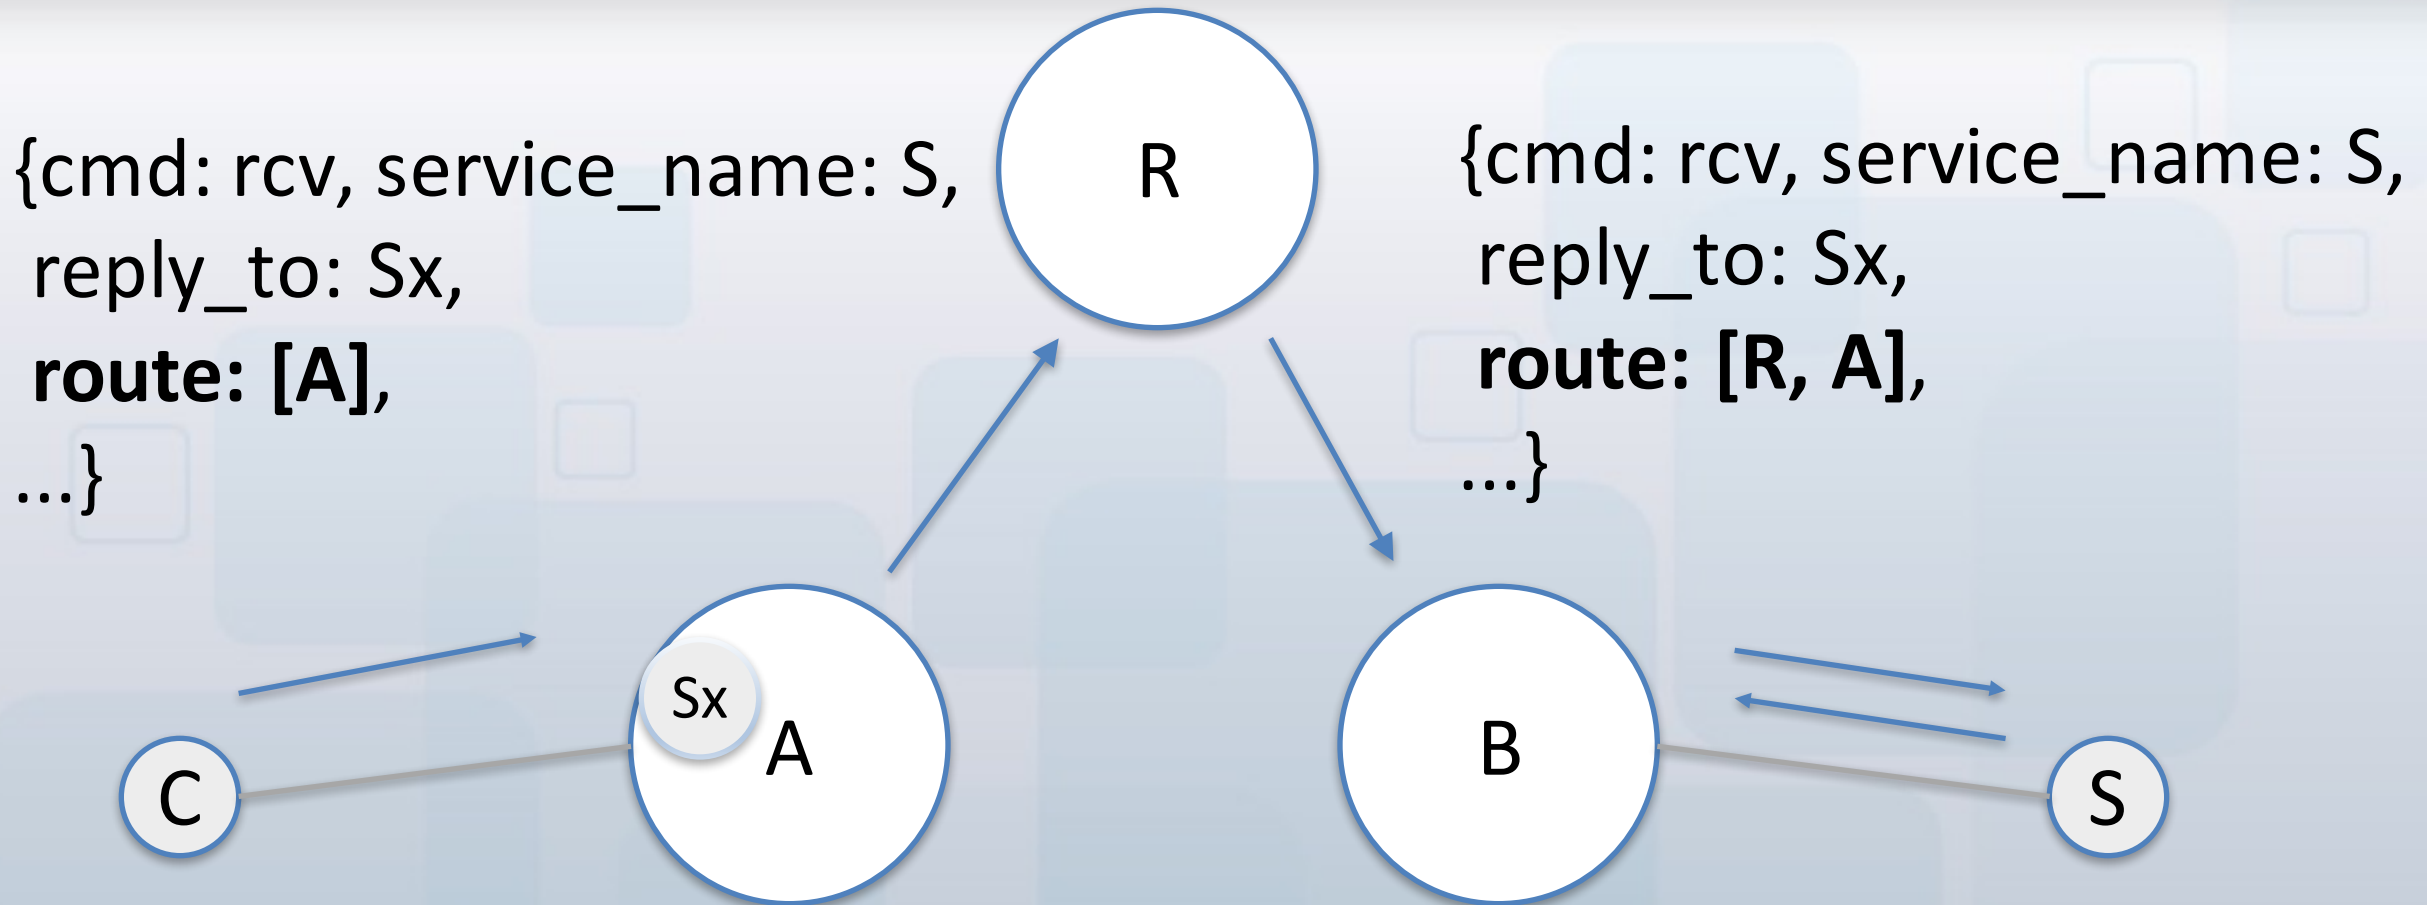 {cmd: rcv, service_name: S,
reply_to: Sx,
route: [A],
...}
R
{cmd: rcv, service_name: S,
reply_to: Sx,
route: [R, A],
...}
Sx
A
B
C
S